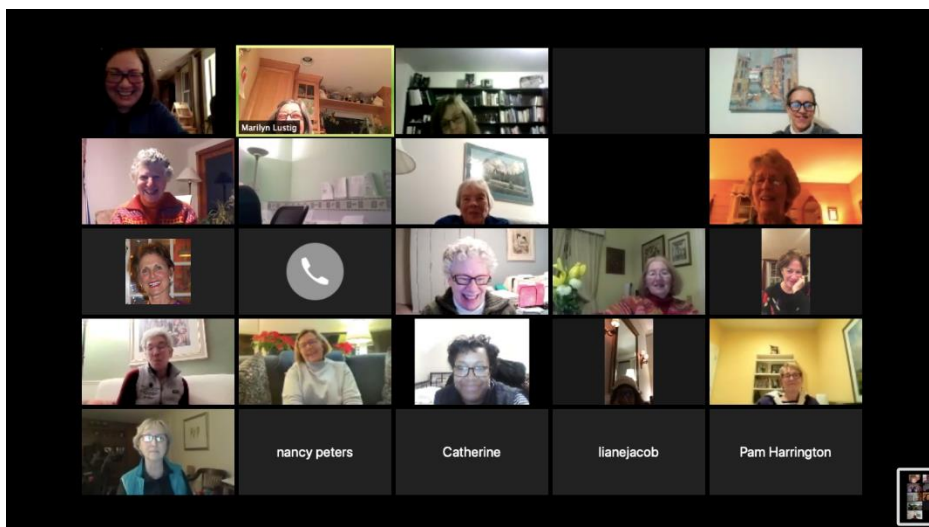 Marilyn Lustig
nancy peters
Catherine
lianejacob
Pam Harrington